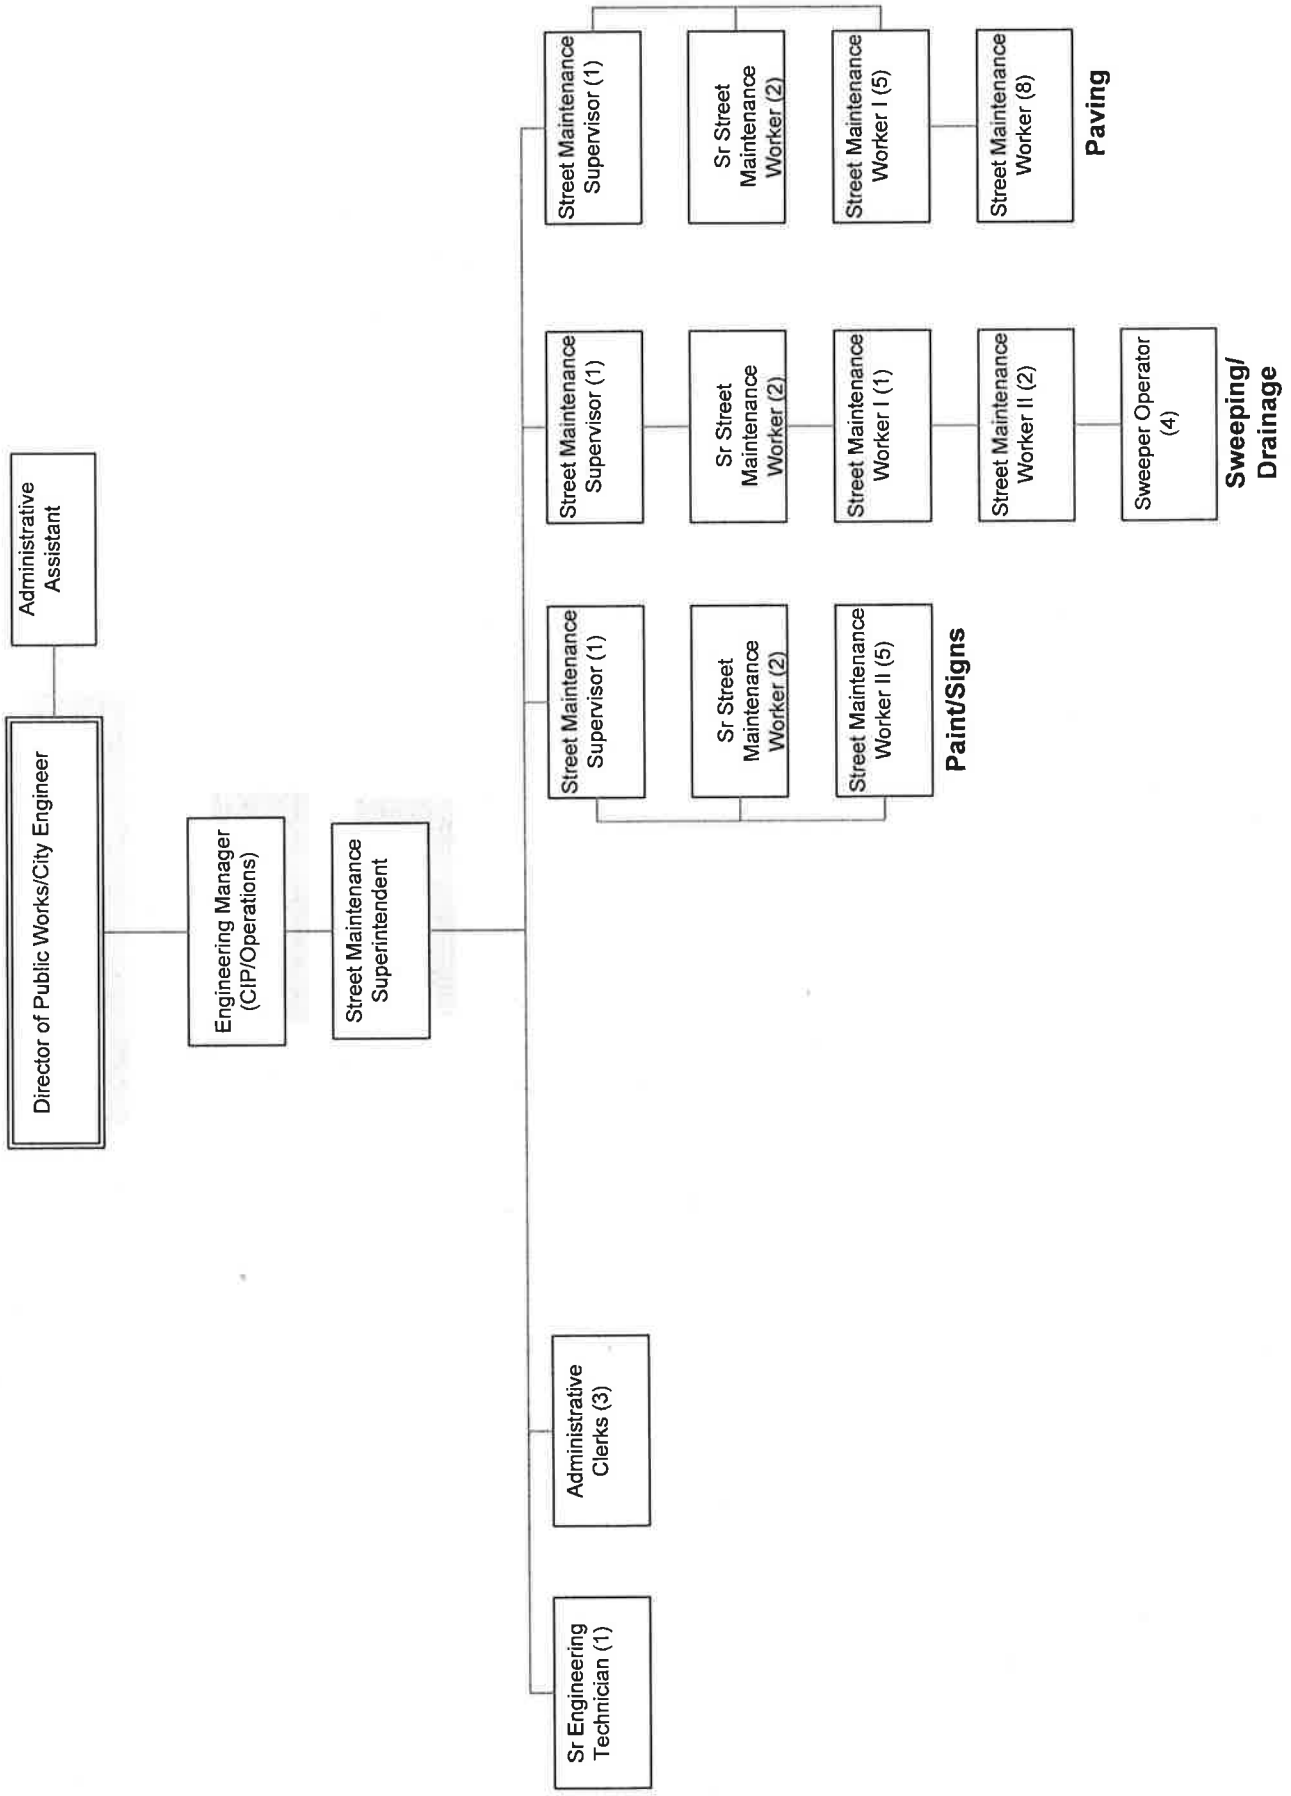 Director of Public Works/City Engineer
Administrative
Assistant
Engineering Manager
(CIP/Operations)
Street Maintenance
Superintendent
Sr Engineering
Technician (1)
Administrative
Clerks (3)
Street Maintenance
Supervisor (1)
Sr Street
Maintenance
Worker (2)
Street Maintenance
Worker II (5)
Paint/Signs
Street Maintenance
Supervisor (1)
Sr Street
Maintenance
Worker (2)
Street Maintenance
Worker I (1)
Street Maintenance
Worker II (2)
Sweeper Operator
(4)
Sweeping/
Drainage
Street Maintenance
Supervisor (1)
Sr Street
Maintenance
Worker (2)
Street Maintenance
Worker I (5)
Street Maintenance
Worker (8)
Paving